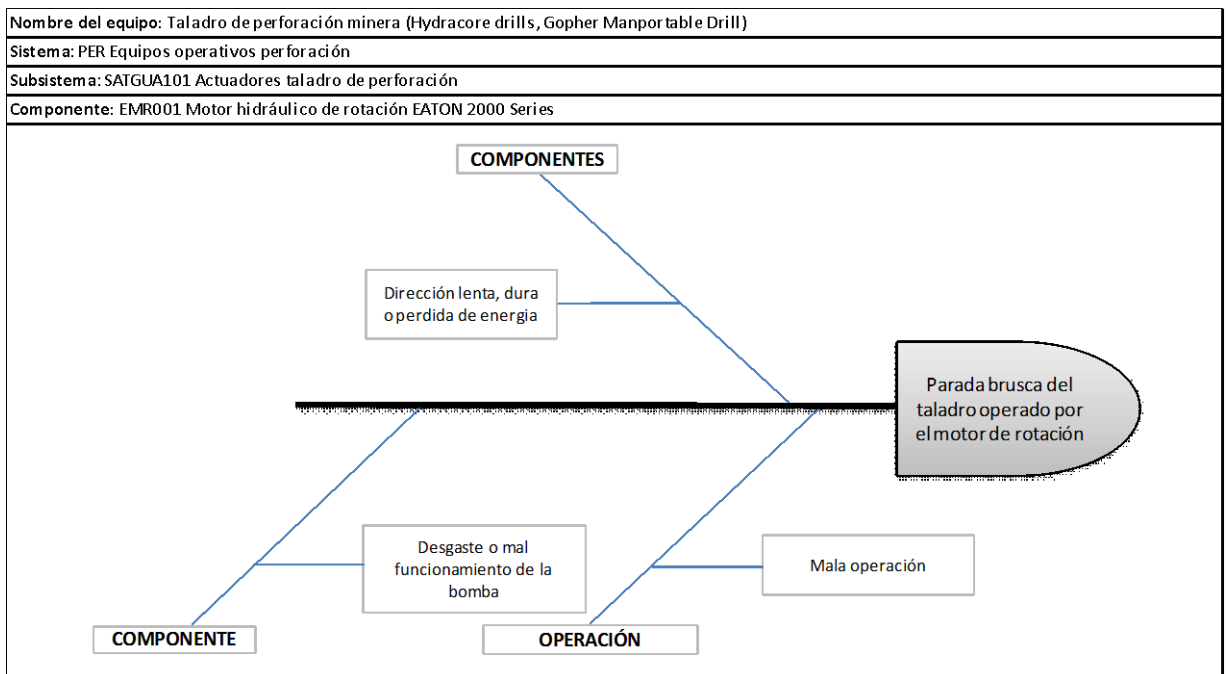 Nombre del equipo: Taladro de perforación minera (Hydracore drills, Gopher Manportable Drill)
Sistema: PER Equipos operativos perforación
Subsistema: SATGUA101 Actuadores taladro de perforación
Componente: EMR001 Motor hidráulico de rotación EATON 2000 Series
COMPONENTES
Dirección lenta, dura
o perdida de energia
Parada brusca del
taladro operado por
el motor de rotación
Desgaste o mal
funcionamiento de la
bomba
Mala operación
COMPONENTE
OPERACIÓN